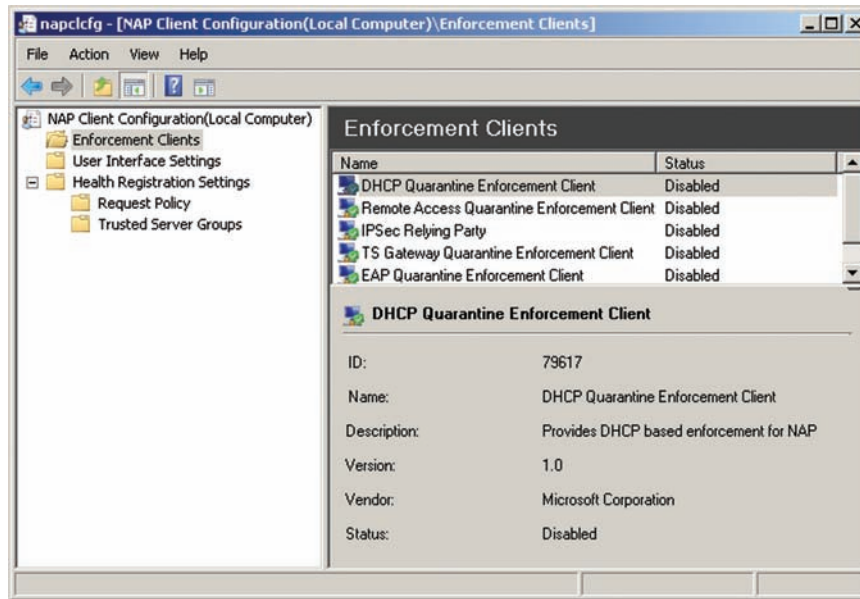 napclcfg - [NAP Client Configuration(Local Computer)\Enforcement Clients]
File Action View Help
NAP Client Configuration(Local Computer)
Enforcement Clients
User Interface Settings
Health Registration Settings
Request Policy
Trusted Server Groups
Enforcement Clients
Name Status
DHCP Quarantine Enforcement Client Disabled
Remote Access Quarantine Enforcement Client Disabled
IPSec Relying Party Disabled
TS Gateway Quarantine Enforcement Client Disabled
EAP Quarantine Enforcement Client Disabled
DHCP Quarantine Enforcement Client
ID: 79617
Name: DHCP Quarantine Enforcement Client
Description: Provides DHCP based enforcement for NAP
Version: 1.0
Vendor: Microsoft Corporation
Status: Disabled